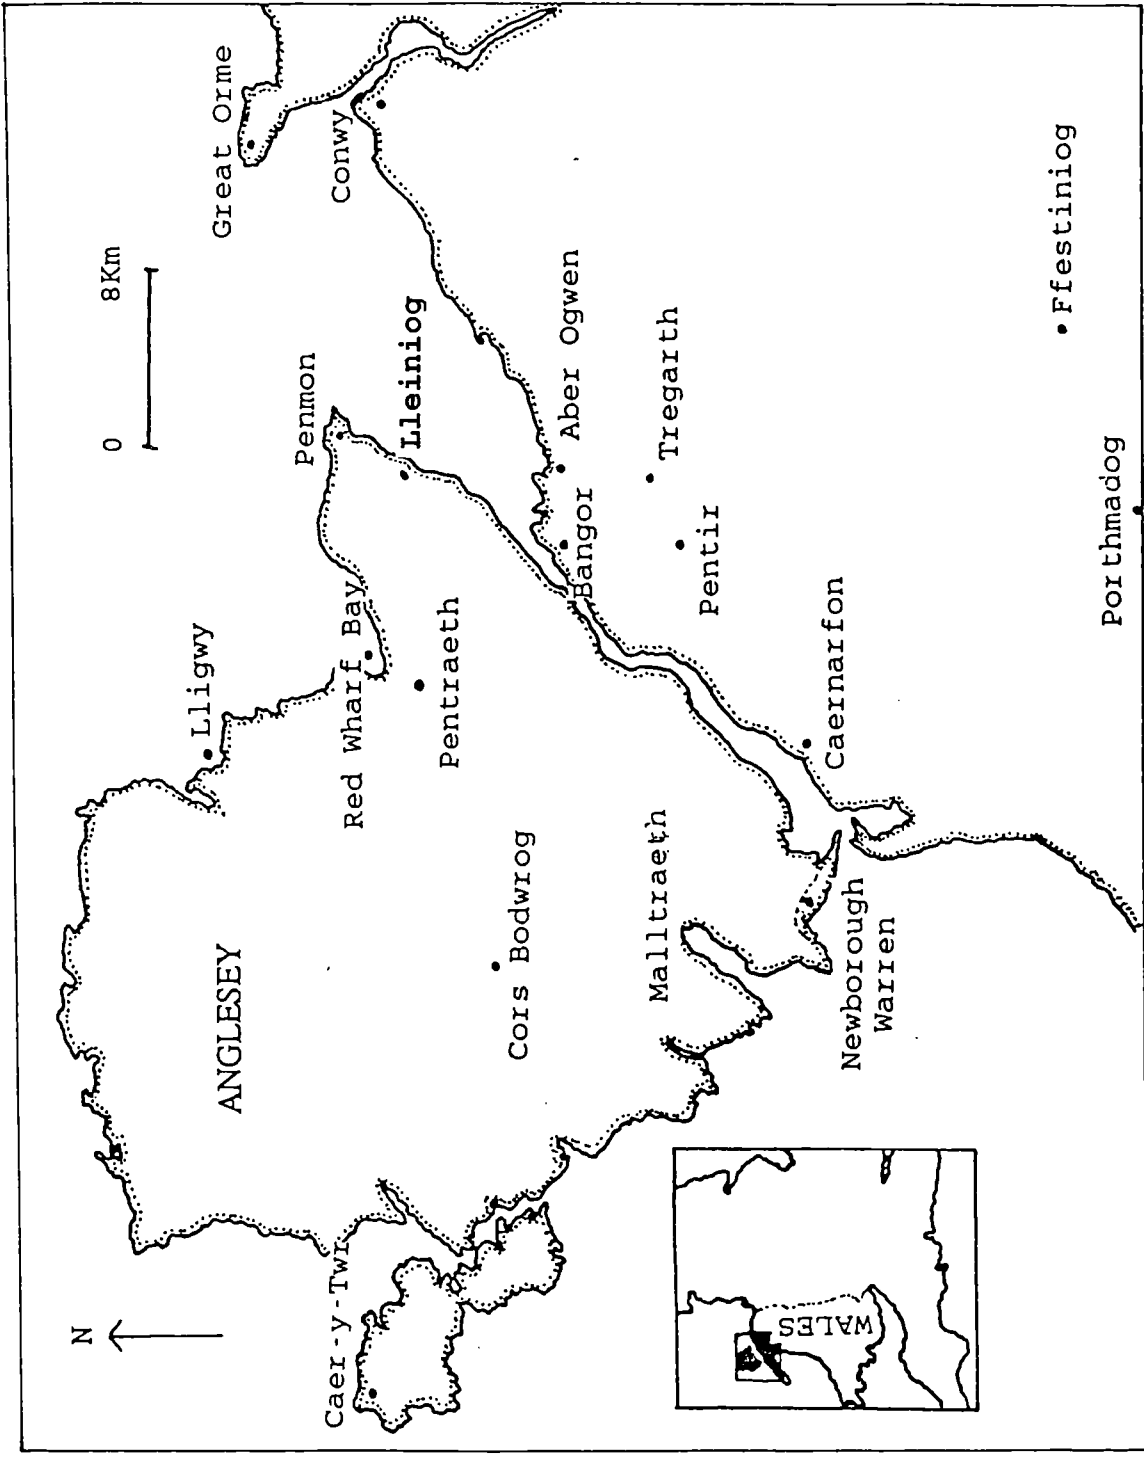 N
ANGLESEY
Caer-y-Twr
Lligwy
Red Wharf Bay
Pentraeth
Cors Bodwrog
Malltraeth
Newborough
Warren
Penmon
Lleiniog
0 8Km
Great Orme
Conwy
Aber Ogwen
Bangor
Tregarth
Pentir
Caernarfon
Porthmadog
Ffestiniog
WALES